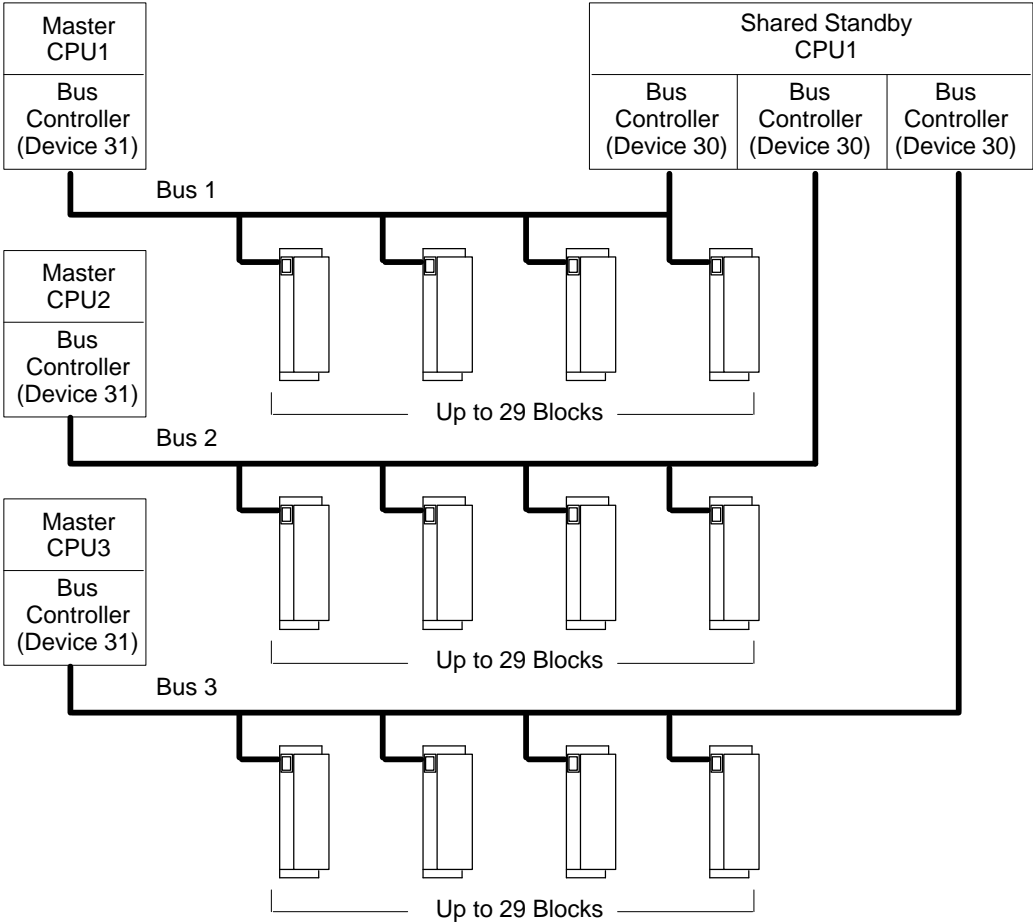 Master
CPU1
Bus
Controller
(Device 31)
Shared Standby
CPU1
Bus
Controller
(Device 30)
Bus
Controller
(Device 30)
Bus
Controller
(Device 30)
Bus 1
Up to 29 Blocks
Master
CPU2
Bus
Controller
(Device 31)
Bus 2
Up to 29 Blocks
Master
CPU3
Bus
Controller
(Device 31)
Bus 3
Up to 29 Blocks